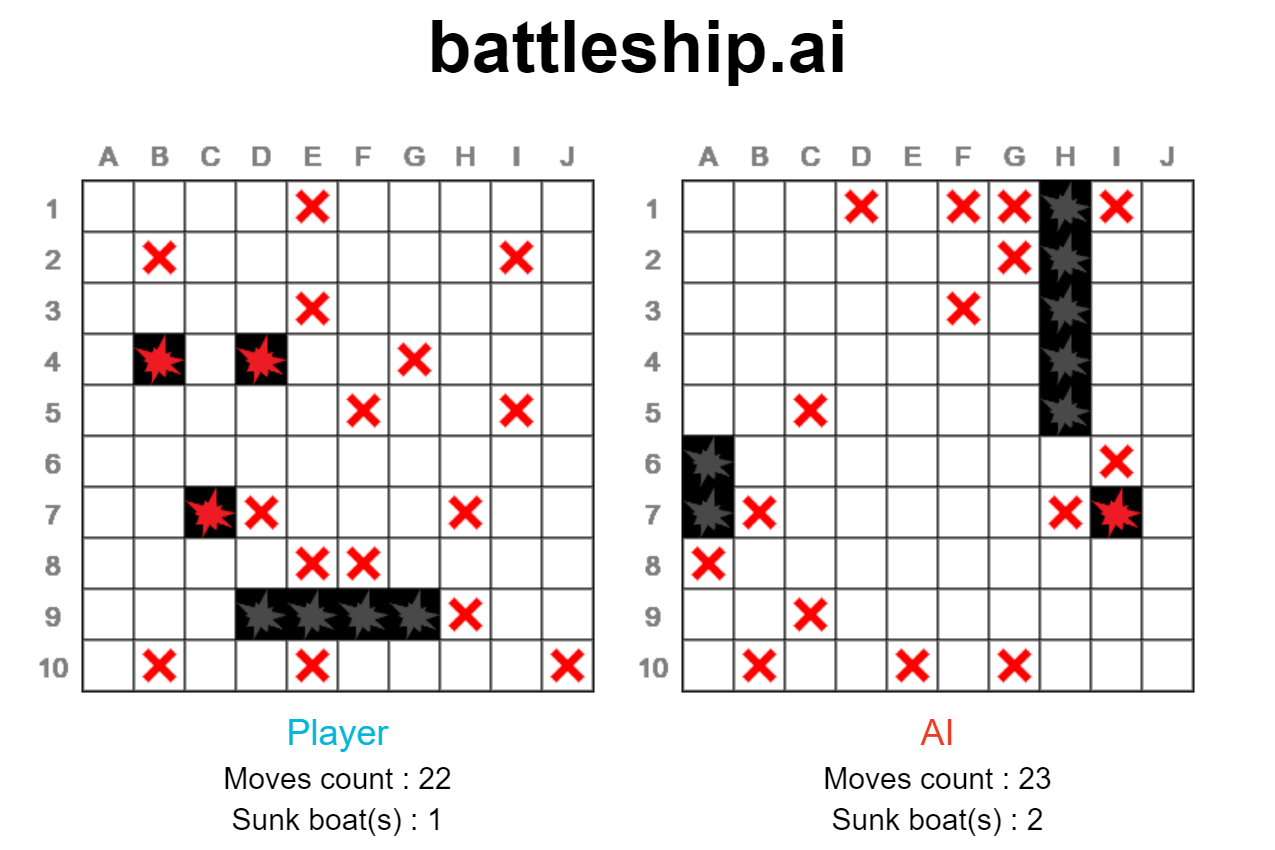 battleship.ai
A B C D E F G H I J
1
2
3
4
5
6
7
8
9
10
A B C D E F G H I J
1
2
3
4
5
6
7
8
9
10
Player
Moves count : 22
Sunk boat(s) : 1
AI
Moves count : 23
Sunk boat(s) : 2